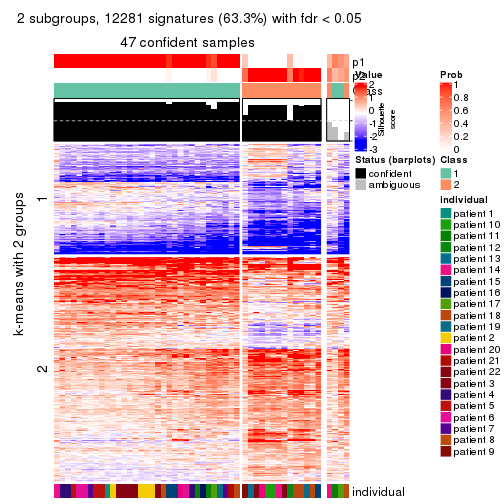 2 subgroups, 12281 signatures (63.3%) with fdr < 0.05
47 confident samples
p1
p2
Class
k-means with 2 groups
1
2
individual
Value
2
1
0
-1
-2
-3
Silhouette
score
Prob
1
0.8
0.6
0.4
0.2
0
Status (barplots)
confident
ambiguous
Class
1
2
individual
patient 1
patient 10
patient 11
patient 12
patient 13
patient 14
patient 15
patient 16
patient 17
patient 18
patient 19
patient 2
patient 20
patient 21
patient 22
patient 3
patient 4
patient 5
patient 6
patient 7
patient 8
patient 9